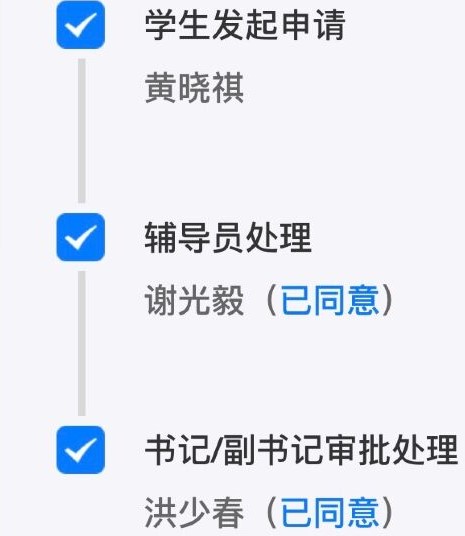 学生发起申请
黄晓祺
辅导员处理
谢光毅（已同意）
书记/副书记审批处理
洪少春（已同意）